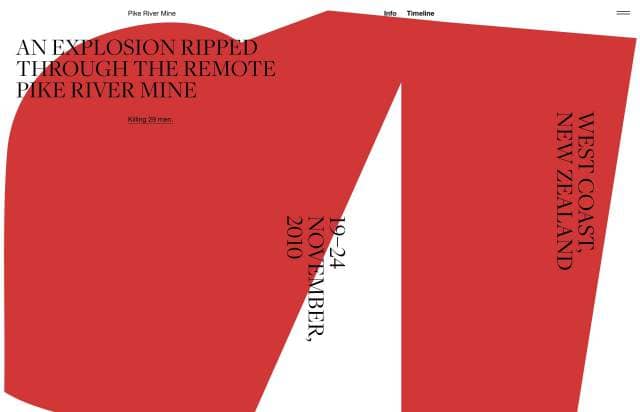 Pike River Mine
Info
Timeline
AN EXPLOSION RIPPED
THROUGH THE REMOTE
PIKE RIVER MINE
Killing 29 men.
WEST COAST,
NEW ZEALAND
19–24
NOVEMBER,
2010